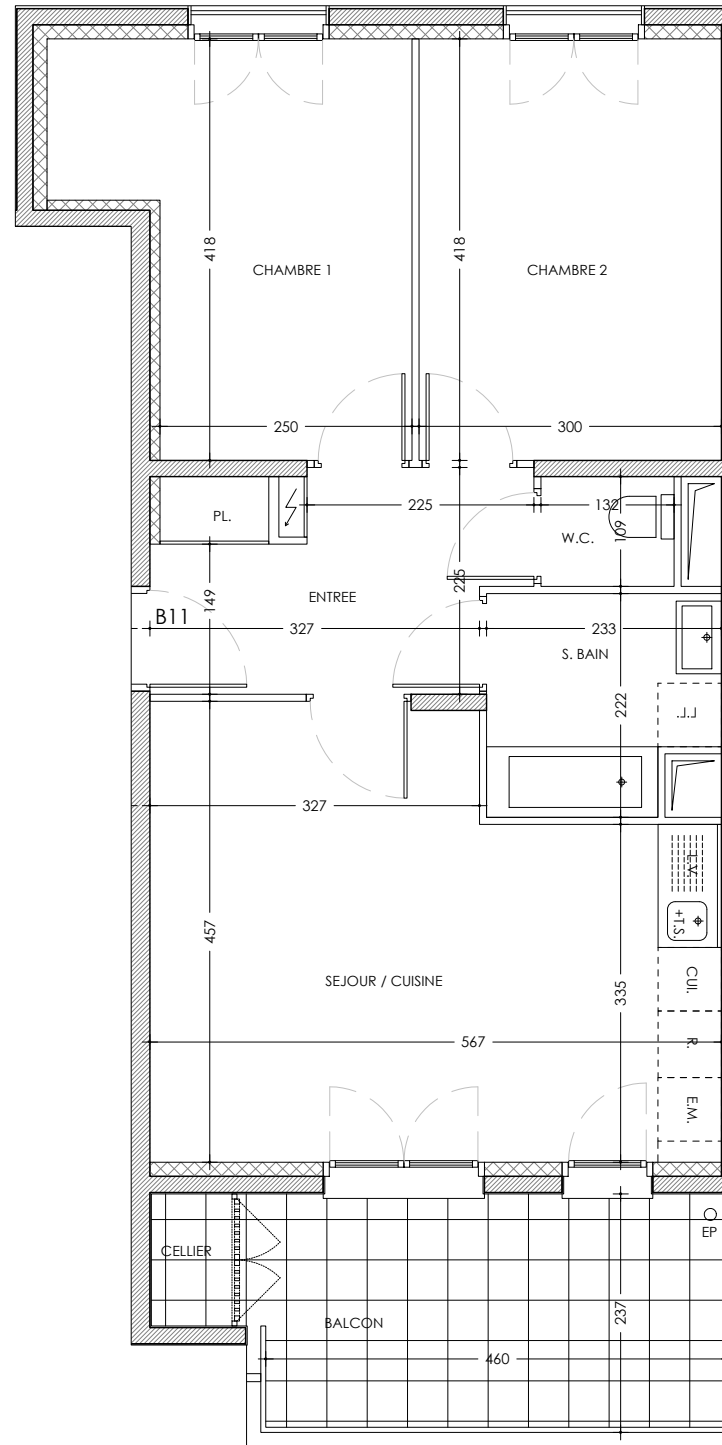 418
418
CHAMBRE 1
CHAMBRE 2
250
300
PL.
225
132
109
W.C.
149
ENTREE
225
B11
327
233
S. BAIN
222
L.L.
327
457
L.V.
+T.S.
CUI.
SEJOUR / CUISINE
335
R.
567
E.M.
CELLIER
EP
BALCON
237
460